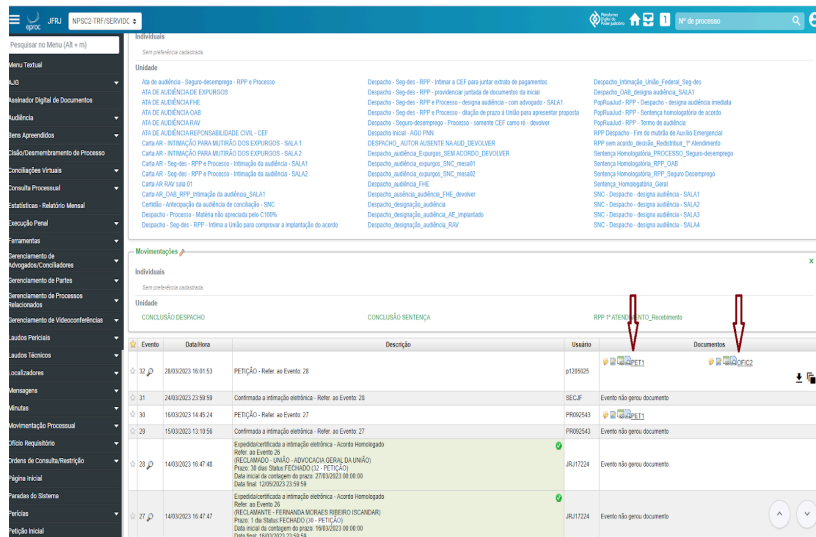 eproc JFRJ NPSC2-TRF/SERVIDC
Nº de processo
Pesquisar no Menu (Alt + m)
Menu Textual
AJG
Assinador Digital de Documentos
Audiência
Bens Apreendidos
Cisão/Desmembramento de Processo
Conciliações Virtuais
Consulta Processual
Estatísticas - Relatório Mensal
Execução Penal
Ferramentas
Gerenciamento de
Advogados/Conciliadores
Gerenciamento de Partes
Gerenciamento de Processos
Relacionados
Gerenciamento de Videoconferências
Laudos Periciais
Laudos Técnicos
Localizadores
Mensagens
Minutas
Movimentação Processual
Ofício Requisitório
Ordens de Consulta/Restrição
Página Inicial
Paradas do Sistema
Perícias
Petição Inicial
Individuais
Sem preferência cadastrada
Unidade
Ata de audiência - Seguro-desemprego - RPP e Processo
ATA DE AUDIÊNCIA DE EXPURGOS
ATA DE AUDIÊNCIA FHE
ATA DE AUDIÊNCIA OAB
ATA DE AUDIÊNCIA RAV
ATA DE AUDIÊNCIA REPONSABILIDADE CIVIL - CEF
Carta AR - INTIMAÇÃO PARA MUTIRÃO DOS EXPURGOS - SALA 1
Carta AR - INTIMAÇÃO PARA MUTIRÃO DOS EXPURGOS - SALA 2
Carta AR - Seg-des - RPP e Processo - Intimação da audiência - SALA1
Carta AR - Seg-des - RPP e Processo - Intimação da audiência - SALA2
Carta AR RAV sala 01
Carta AR_OAB_RPP_Intimação da audiência_SALA1
Certidão - Antecipação da audiência de conciliação - SNC
Despacho - Processo - Matéria não apreciada pelo C100%
Despacho - Seg-des - RPP - Intima a União para comprovar a implantação do acordo
Despacho - Seg-des - RPP - Intimar a CEF para juntar extrato de pagamentos
Despacho - Seg-des - RPP - providenciar juntada de documentos da inicial
Despacho - Seg-des - RPP e Processo - designa audiência - com advogado - SALA1
Despacho - Seg-des - RPP e Processo - dilação de prazo à União para apresentar proposta
Despacho - Seguro-desemprego - Processo - somente CEF como ré - devolver
Despacho Inicial - AGU PNN
DESPACHO_ AUTOR AUSENTE NA AUD_DEVOLVER
Despacho_audiência_Expurgos_SEM ACORDO_DEVOLVER
Despacho_audiência_expurgos_SNC_mesa01
Despacho_audiência_expurgos_SNC_mesa02
Despacho_audiência_FHE
Despacho_audiência_audiência_FHE_devolver
Despacho_designação_audiência
Despacho_designação_audiência_AE_implantado
Despacho_designação_audiência_RAV
Despacho_Intimação_União_Federal_Seg-des
Despacho_OAB_designa audiência_SALA1
PopRuaJud - RPP - Despacho - designa audiência imediata
PopRuaJud - RPP - Sentença homologatória de acordo
PopRuaJud - RPP - Termo de audiência
RPP Despacho - Fim de mutirão do Auxílio Emergencial
RPP sem acordo_decisão_Redistribuir_1º Atendimento
Sentença Homologatória_PROCESSO_Seguro-desemprego
Sentença Homologatória_RPP_OAB
Sentença Homologatória_RPP_Seguro Desemprego
Sentença_Homologatória_Geral
SNC - Despacho - designa audiência - SALA1
SNC - Despacho - designa audiência - SALA2
SNC - Despacho - designa audiência - SALA3
SNC - Despacho - designa audiência - SALA4
Movimentações
x
Individuais
Sem preferência cadastrada
Unidade
CONCLUSÃO DESPACHO CONCLUSÃO SENTENÇA RPP 1º ATENDIMENTO_Recebimento
Evento Data/Hora Descrição Usuário Documentos
32 28/03/2023 16:01:53 PETIÇÃO - Refer. ao Evento: 28 p1205025 PET1 OFIC2
31 24/03/2023 23:59:59 Confirmada a intimação eletrônica - Refer. ao Evento: 28 SECJF Evento não gerou documento
30 16/03/2023 14:45:24 PETIÇÃO - Refer. ao Evento: 27 PR092543 PET1
29 15/03/2023 13:10:56 Confirmada a intimação eletrônica - Refer. ao Evento: 27 PR092543 Evento não gerou documento
Expedida/certificada a intimação eletrônica - Acordo Homologado
Refer. ao Evento 26
(RECLAMADO - UNIÃO - ADVOCACIA GERAL DA UNIÃO)
28 14/03/2023 16:47:48 Prazo: 30 dias Status:FECHADO (32 - PETIÇÃO) JRJ17224 Evento não gerou documento
Data inicial da contagem do prazo: 27/03/2023 00:00:00
Data final: 12/05/2023 23:59:59
Expedida/certificada a intimação eletrônica - Acordo Homologado
Refer. ao Evento 26
(RECLAMANTE - FERNANDA MORAES RIBEIRO ISCANDAR)
27 14/03/2023 16:47:47 Prazo: 1 dia Status:FECHADO (30 - PETIÇÃO) JRJ17224 Evento não gerou documento
Data inicial da contagem do prazo: 16/03/2023 00:00:00
Data final: 16/03/2023 23:59:59